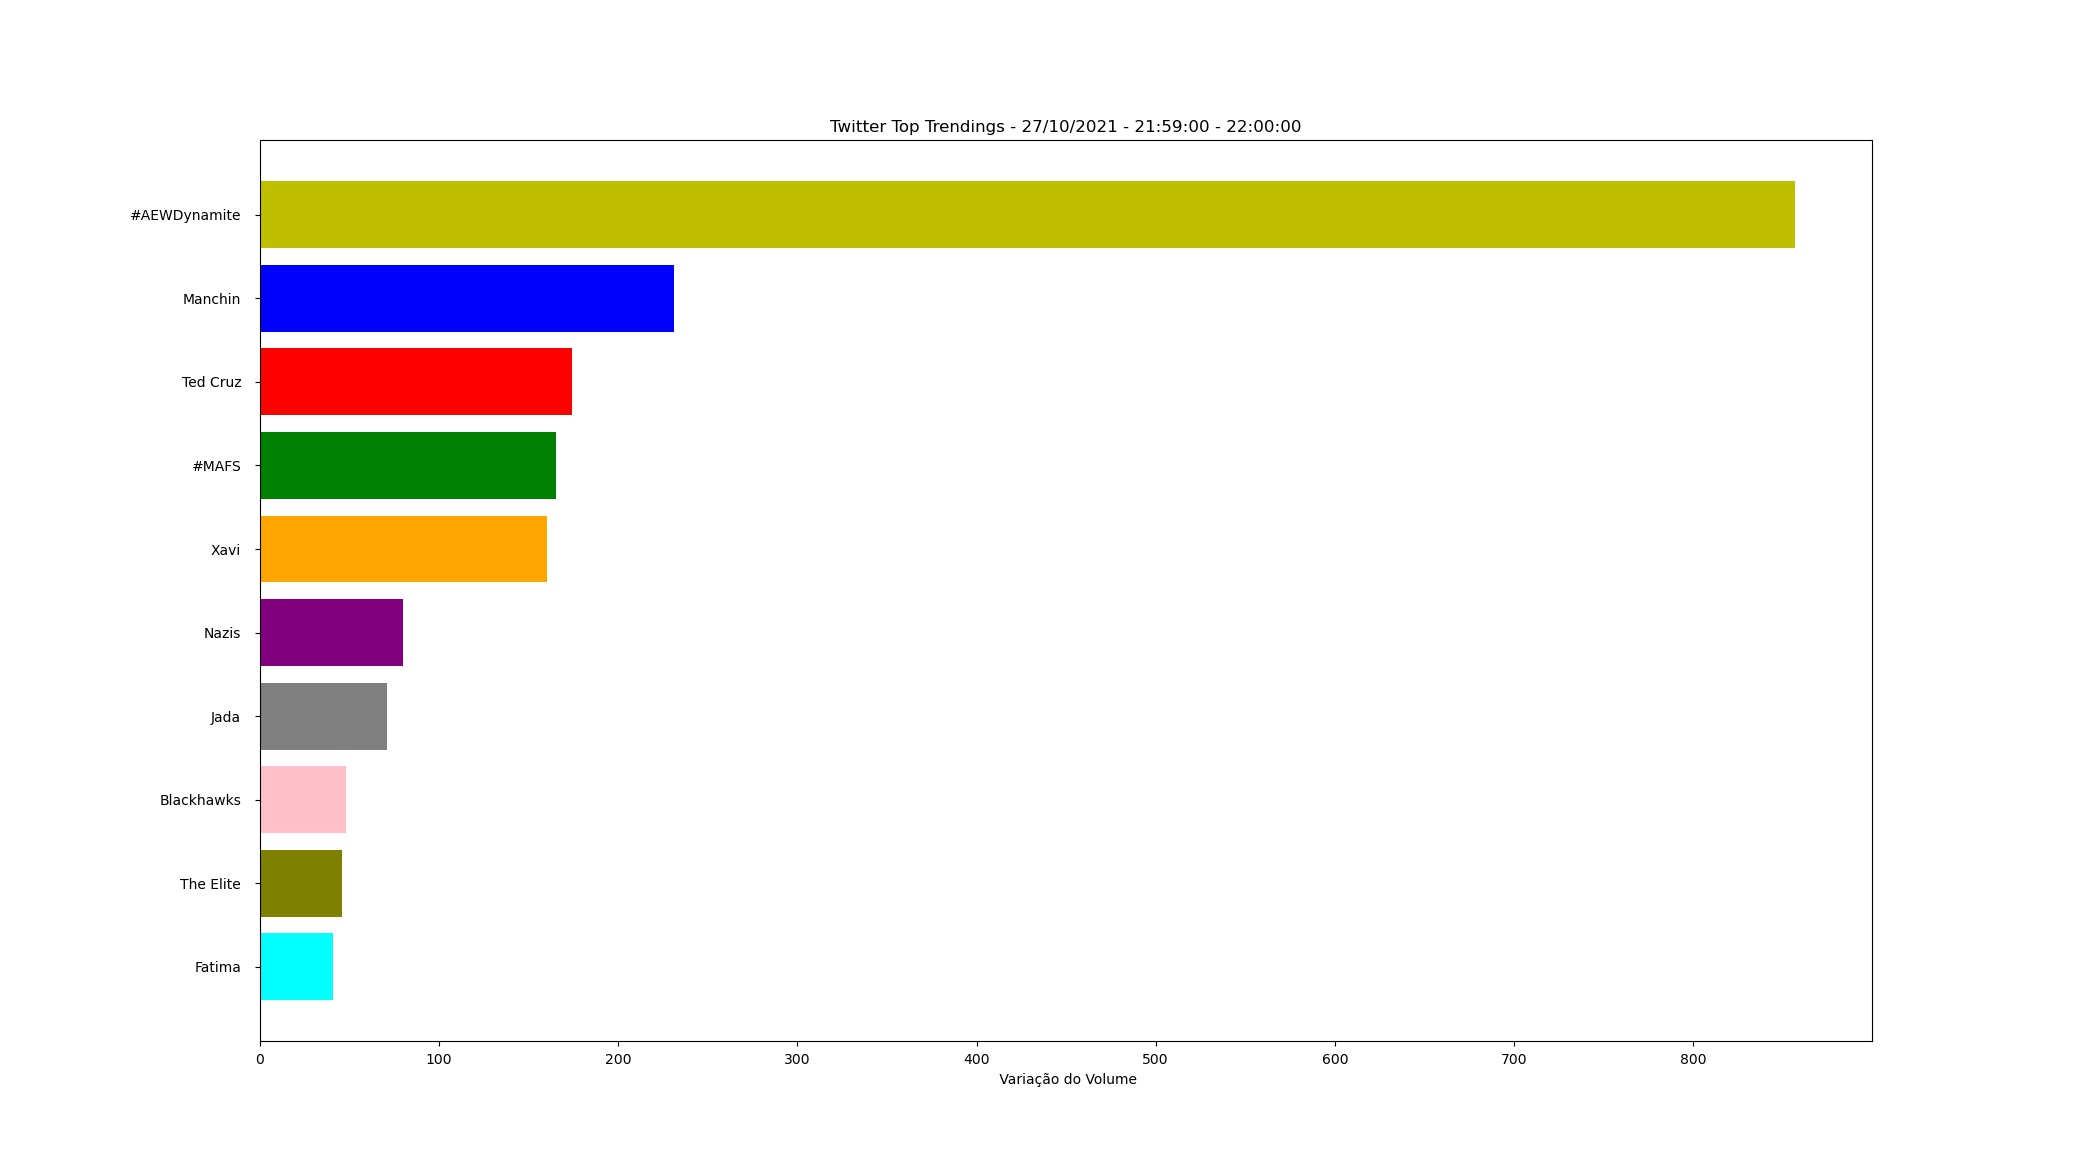 Twitter Top Trendings - 27/10/2021 - 21:59:00 - 22:00:00
#AEWDynamite
Manchin
Ted Cruz
#MAFS
Xavi
Nazis
Jada
Blackhawks
The Elite
Fatima
0 100 200 300 400 500 600 700 800
Variação do Volume